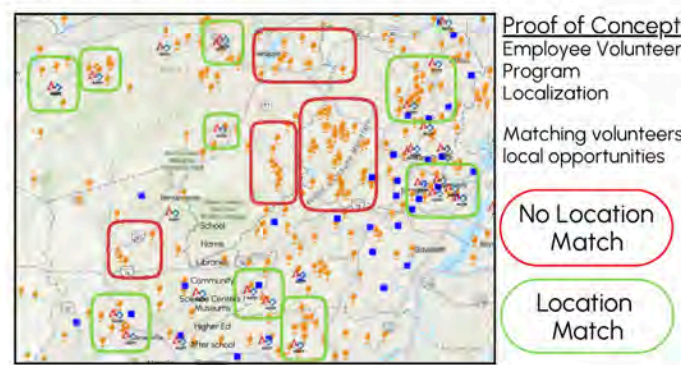 Proof of Concept
Employee Volunteer
Program
Localization
Matching volunteers
local opportunities
No Location
Match
Location
Match
School
Home
Community
Science Centers
Museums
Higher Ed
After school